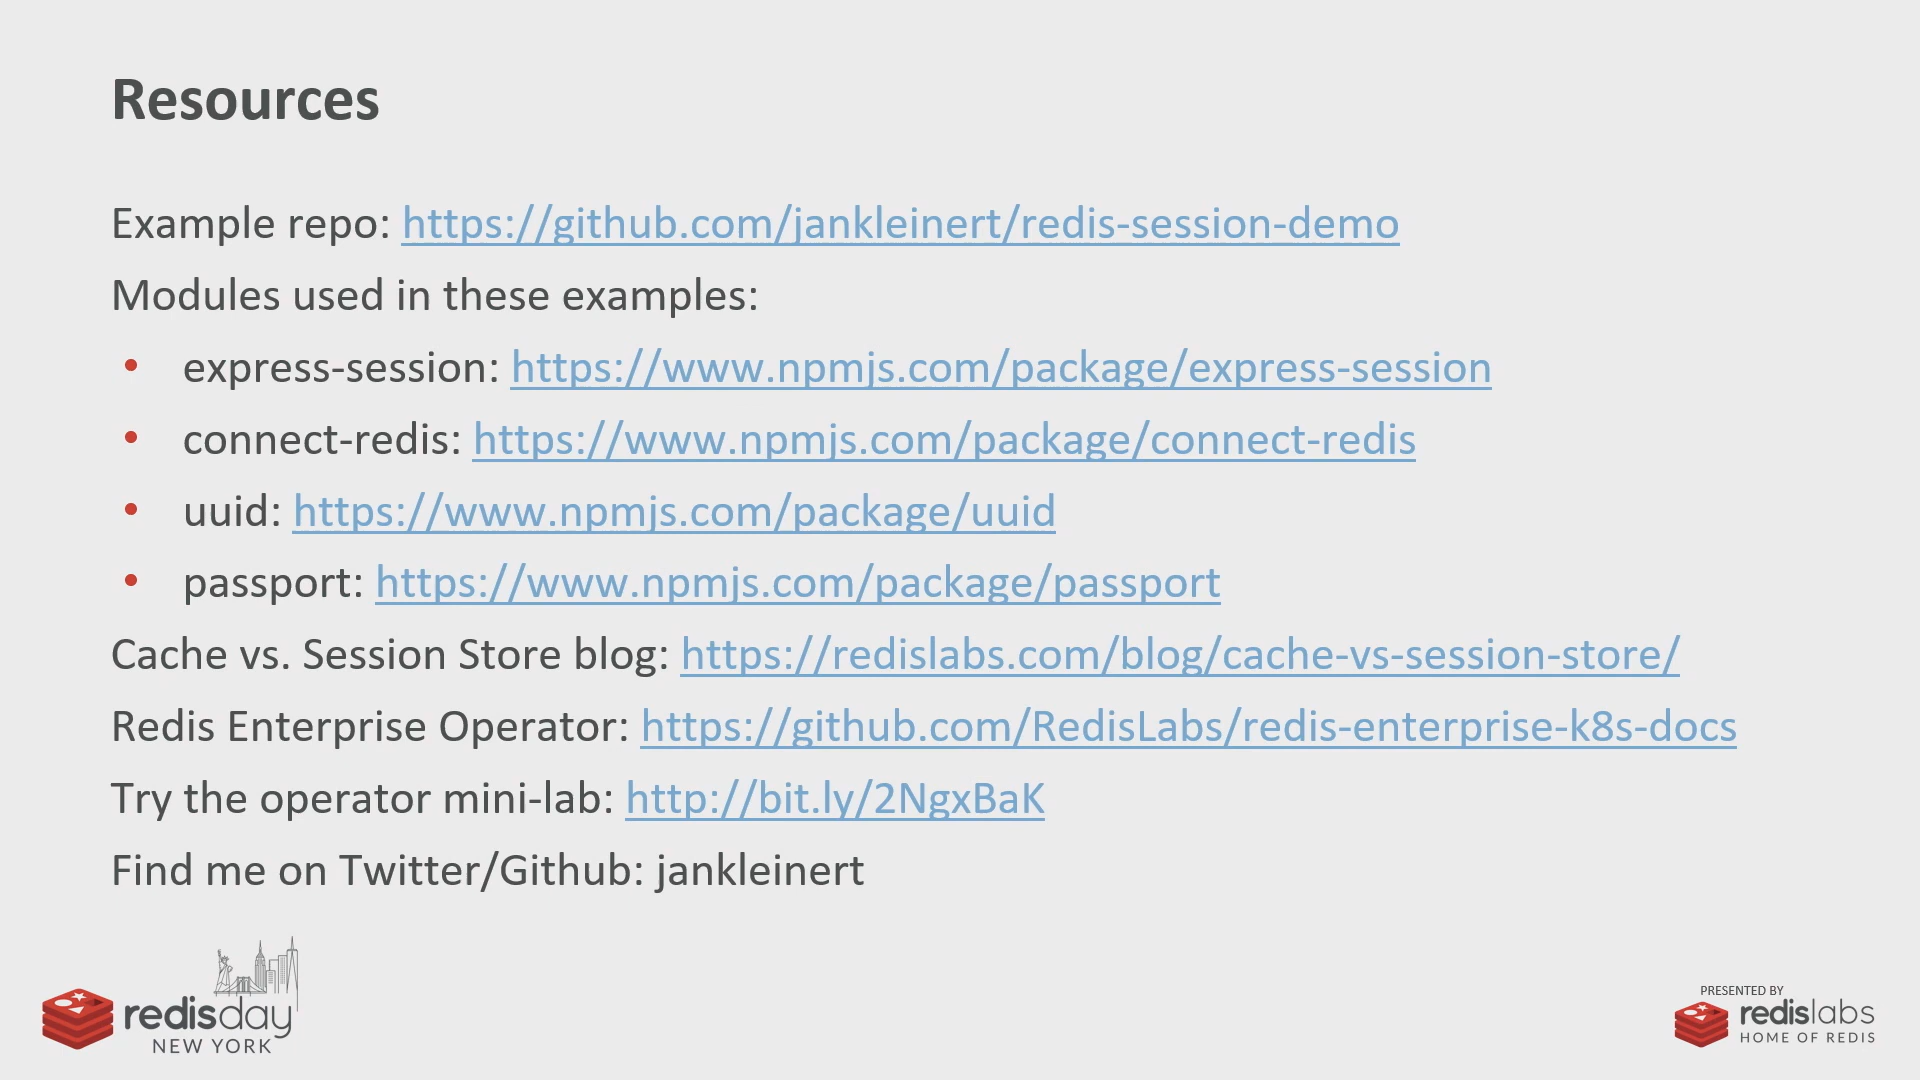 Resources
Example repo: https://github.com/jankleinert/redis-session-demo
Modules used in these examples:
• express-session: https://www.npmjs.com/package/express-session
• connect-redis: https://www.npmjs.com/package/connect-redis
• uuid: https://www.npmjs.com/package/uuid
• passport: https://www.npmjs.com/package/passport
Cache vs. Session Store blog: https://redislabs.com/blog/cache-vs-session-store/
Redis Enterprise Operator: https://github.com/RedisLabs/redis-enterprise-k8s-docs
Try the operator mini-lab: http://bit.ly/2NgxBaK
Find me on Twitter/Github: jankleinert
redisday
NEW YORK
PRESENTED BY
redislabs
HOME OF REDIS